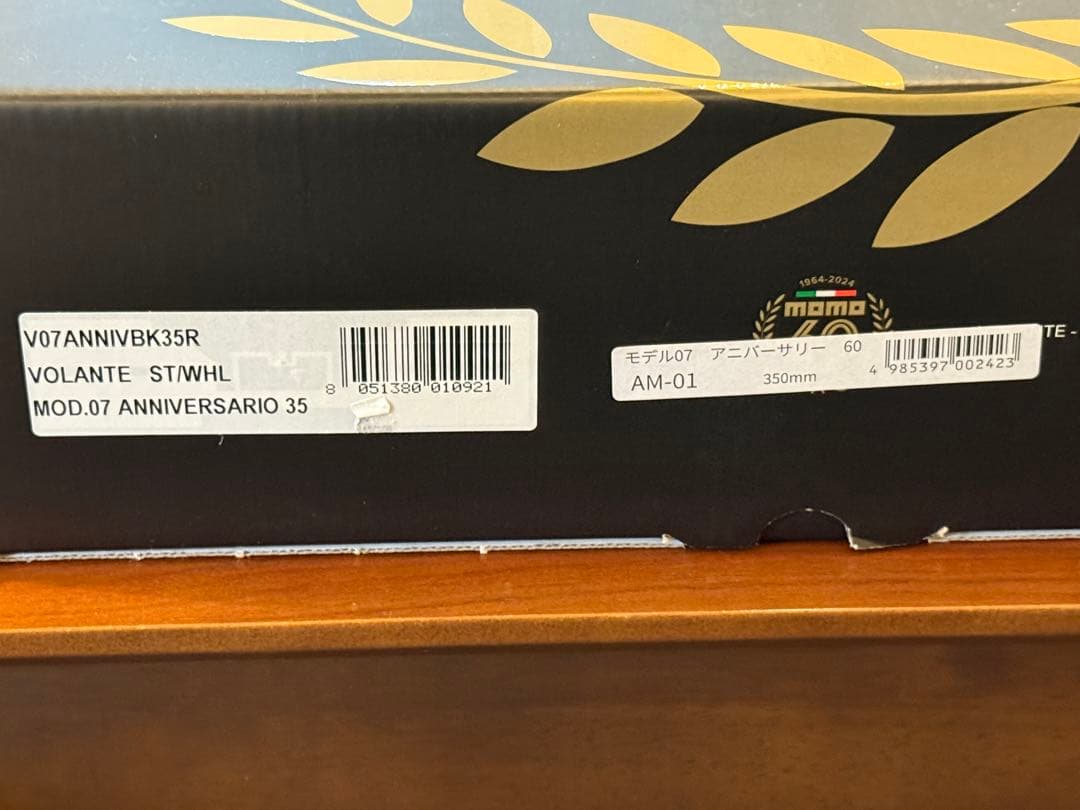 V07ANNIVBK35R
VOLANTE ST/WHL
MOD.07 ANNIVERSARIO 35
8 051380 010921
1964-2024
momo
60
モデル07 アニバーサリー 60
AM-01 350mm
4 985397 002423
TE -